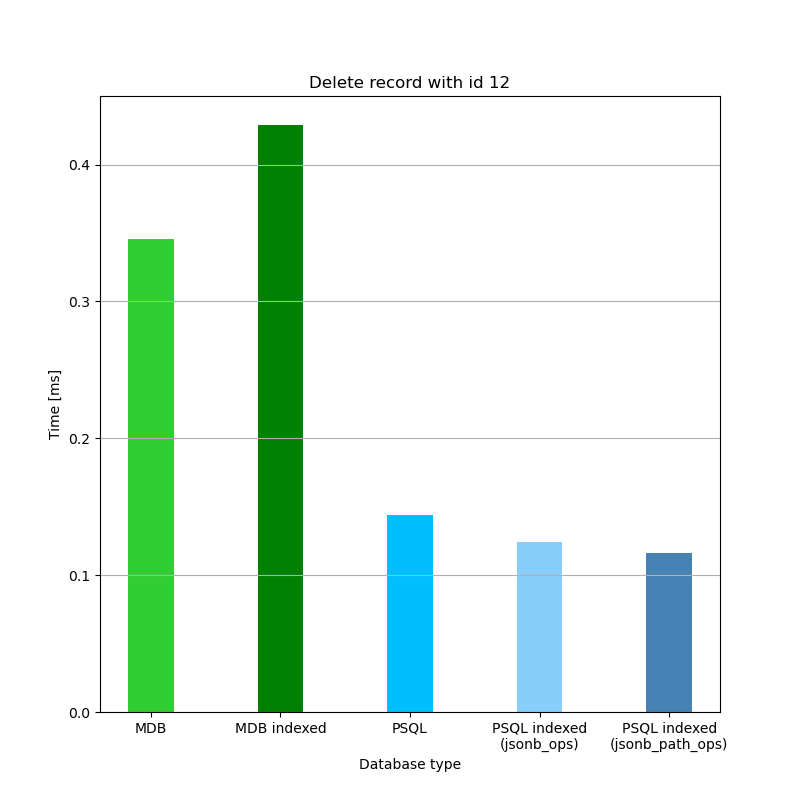 Delete record with id 12
0.4
0.3
0.2
0.1
0.0
Time [ms]
MDB
MDB indexed
PSQL
PSQL indexed
(jsonb_ops)
PSQL indexed
(jsonb_path_ops)
Database type